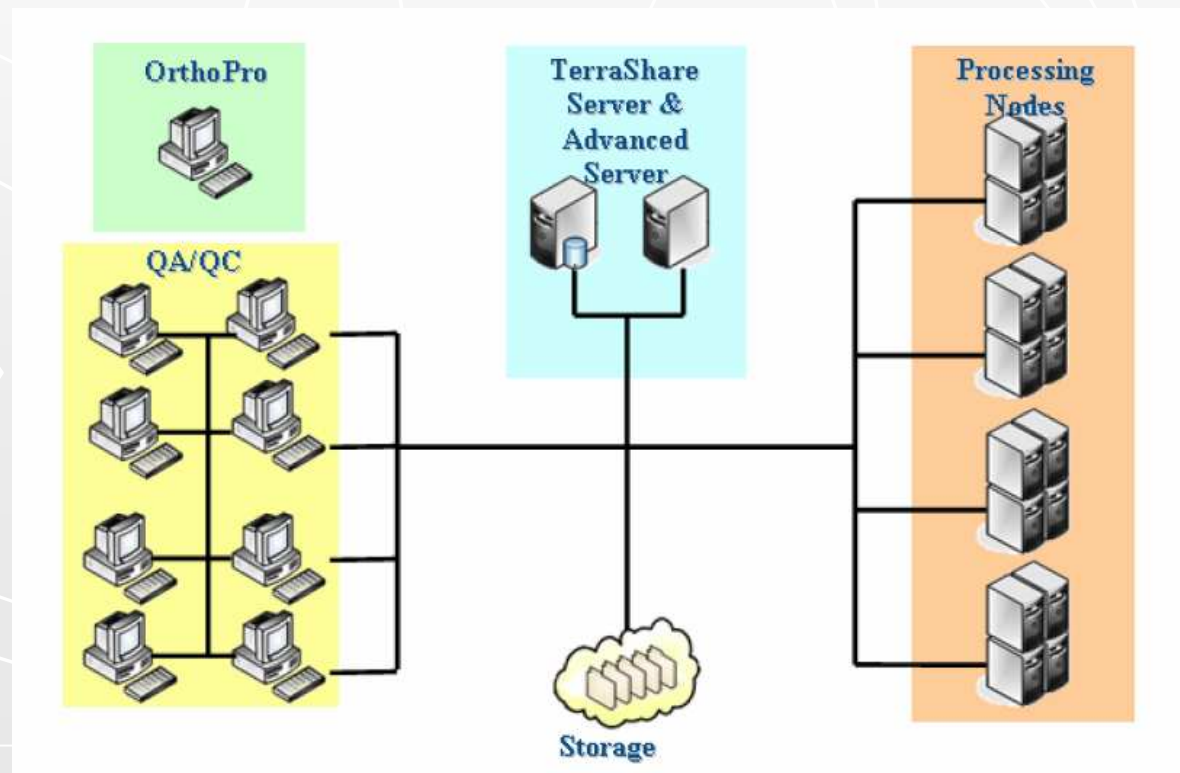 OrthoPro
TerraShare
Server &
Advanced
Server
Processing
Nodes
QA/QC
Storage